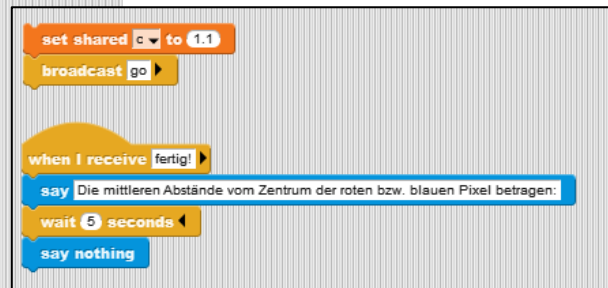 set shared c to 1.1
broadcast go
when I receive fertig!
say Die mittleren Abstände vom Zentrum der roten bzw. blauen Pixel betragen:
wait 5 seconds
say nothing